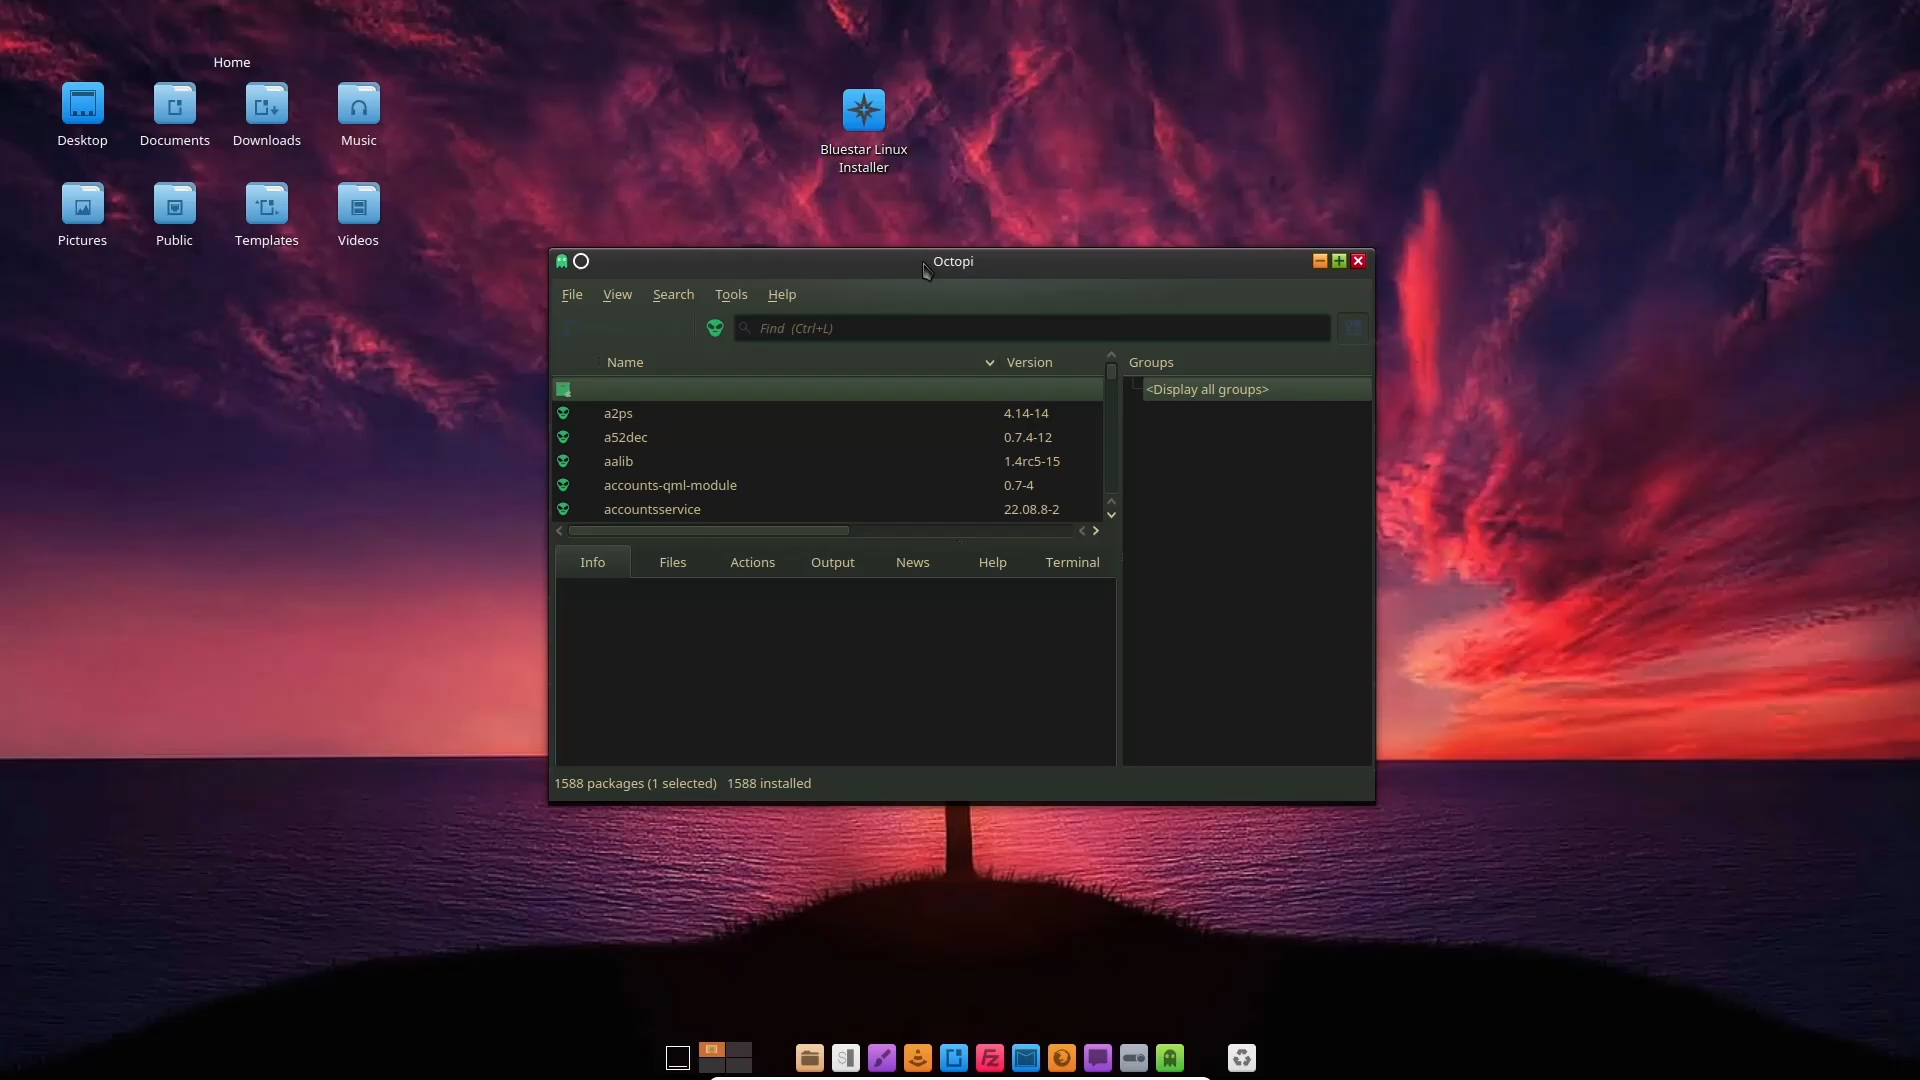 Home
Desktop
Documents
Downloads
Music
Pictures
Public
Templates
Videos
Bluestar Linux
Installer
Octopi
File View Search Tools Help
Find (Ctrl+L)
Name Version
a2ps 4.14-14
a52dec 0.7.4-12
aalib 1.4rc5-15
accounts-qml-module 0.7-4
accountsservice 22.08.8-2
Groups
<Display all groups>
Info Files Actions Output News Help Terminal
1588 packages (1 selected) 1588 installed
Fz